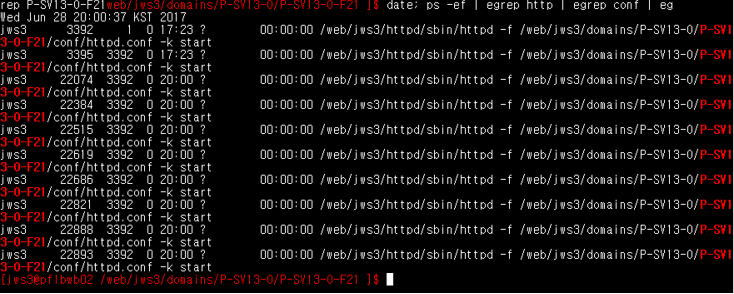 rep P-SV13-0-F21web/jws3/domains/P-SV13-0/P-SV13-0-F21 ]$ date; ps -ef | egrep http | egrep conf | eg
Wed Jun 28 20:00:37 KST 2017
jws3 3392 1 0 17:23 ? 00:00:00 /web/jws3/httpd/sbin/httpd -f /web/jws3/domains/P-SV13-0/P-SV1
3-0-F21/conf/httpd.conf -k start
jws3 3395 3392 0 17:23 ? 00:00:00 /web/jws3/httpd/sbin/httpd -f /web/jws3/domains/P-SV13-0/P-SV1
3-0-F21/conf/httpd.conf -k start
jws3 22074 3392 0 20:00 ? 00:00:00 /web/jws3/httpd/sbin/httpd -f /web/jws3/domains/P-SV13-0/P-SV1
3-0-F21/conf/httpd.conf -k start
jws3 22384 3392 0 20:00 ? 00:00:00 /web/jws3/httpd/sbin/httpd -f /web/jws3/domains/P-SV13-0/P-SV1
3-0-F21/conf/httpd.conf -k start
jws3 22515 3392 0 20:00 ? 00:00:00 /web/jws3/httpd/sbin/httpd -f /web/jws3/domains/P-SV13-0/P-SV1
3-0-F21/conf/httpd.conf -k start
jws3 22619 3392 0 20:00 ? 00:00:00 /web/jws3/httpd/sbin/httpd -f /web/jws3/domains/P-SV13-0/P-SV1
3-0-F21/conf/httpd.conf -k start
jws3 22686 3392 0 20:00 ? 00:00:00 /web/jws3/httpd/sbin/httpd -f /web/jws3/domains/P-SV13-0/P-SV1
3-0-F21/conf/httpd.conf -k start
jws3 22821 3392 0 20:00 ? 00:00:00 /web/jws3/httpd/sbin/httpd -f /web/jws3/domains/P-SV13-0/P-SV1
3-0-F21/conf/httpd.conf -k start
jws3 22888 3392 0 20:00 ? 00:00:00 /web/jws3/httpd/sbin/httpd -f /web/jws3/domains/P-SV13-0/P-SV1
3-0-F21/conf/httpd.conf -k start
jws3 22893 3392 0 20:00 ? 00:00:00 /web/jws3/httpd/sbin/httpd -f /web/jws3/domains/P-SV13-0/P-SV1
3-0-F21/conf/httpd.conf -k start
[jws3@pfibwb02 /web/jws3/domains/P-SV13-0/P-SV13-0-F21 ]$